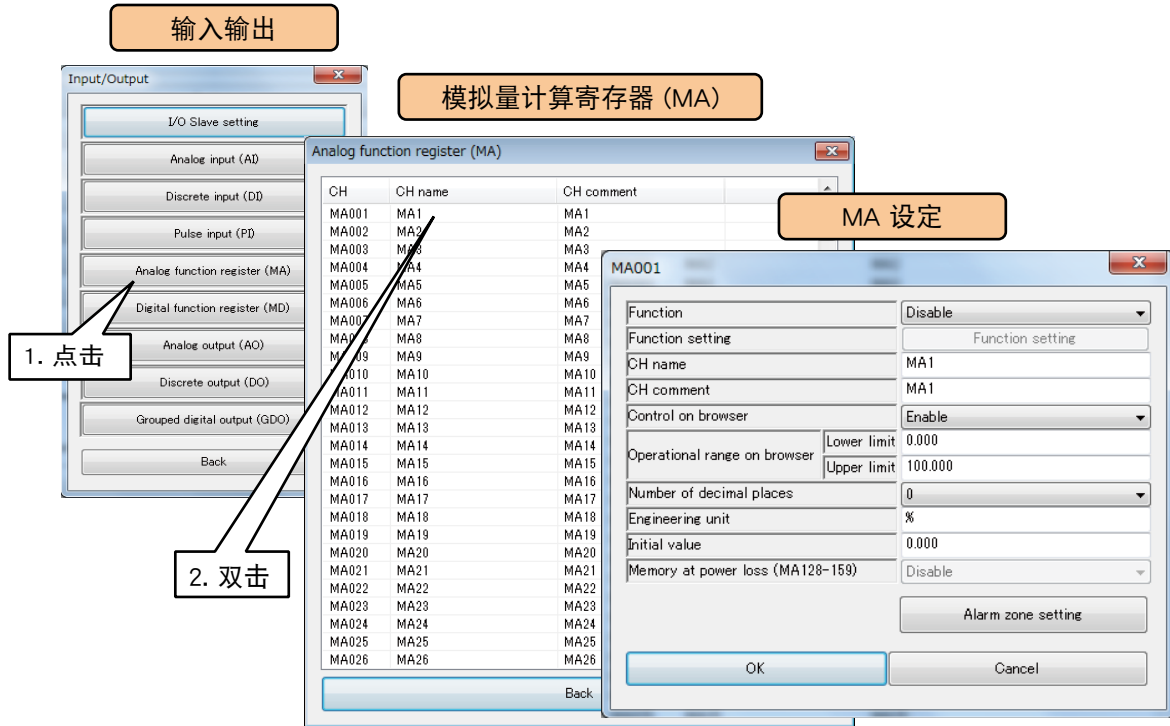 输入输出
Input/Output
I/O Slave setting
Analog input (AI)
Discrete input (DI)
Pulse input (PI)
Analog function register (MA)
Digital function register (MD)
Analog output (AO)
Discrete output (DO)
Grouped digital output (GDO)
Back
1. 点击
模拟量计算寄存器 (MA)
Analog function register (MA)
CH CH name CH comment
MA001 MA1 MA1
MA002 MA2 MA2
MA003 MA3 MA3
MA004 MA4 MA4
MA005 MA5 MA5
MA006 MA6 MA6
MA007 MA7 MA7
MA8 MA8
MA9 MA9
MA010 MA10 MA10
MA011 MA11 MA11
MA012 MA12 MA12
MA013 MA13 MA13
MA014 MA14 MA14
MA015 MA15 MA15
MA016 MA16 MA16
MA017 MA17 MA17
MA018 MA18 MA18
MA019 MA19 MA19
MA020 MA20 MA20
MA021 MA21 MA21
MA022 MA22 MA22
MA023 MA23 MA23
MA024 MA24 MA24
MA025 MA25 MA25
MA026 MA26 MA26
Back
2. 双击
MA 设定
MA001
Function Disable
Function setting Function setting
CH name MA1
CH comment MA1
Control on browser Enable
Operational range on browser Lower limit 0.000
Upper limit 100.000
Number of decimal places 0
Engineering unit %
Initial value 0.000
Memory at power loss (MA128-159) Disable
Alarm zone setting
OK Cancel